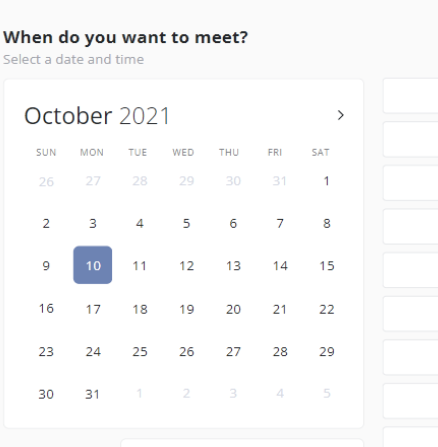 When do you want to meet?
Select a date and time
October 2021 >
SUN MON TUE WED THU FRI SAT
26 27 28 29 30 31 1
2 3 4 5 6 7 8
9 10 11 12 13 14 15
16 17 18 19 20 21 22
23 24 25 26 27 28 29
30 31 1 2 3 4 5